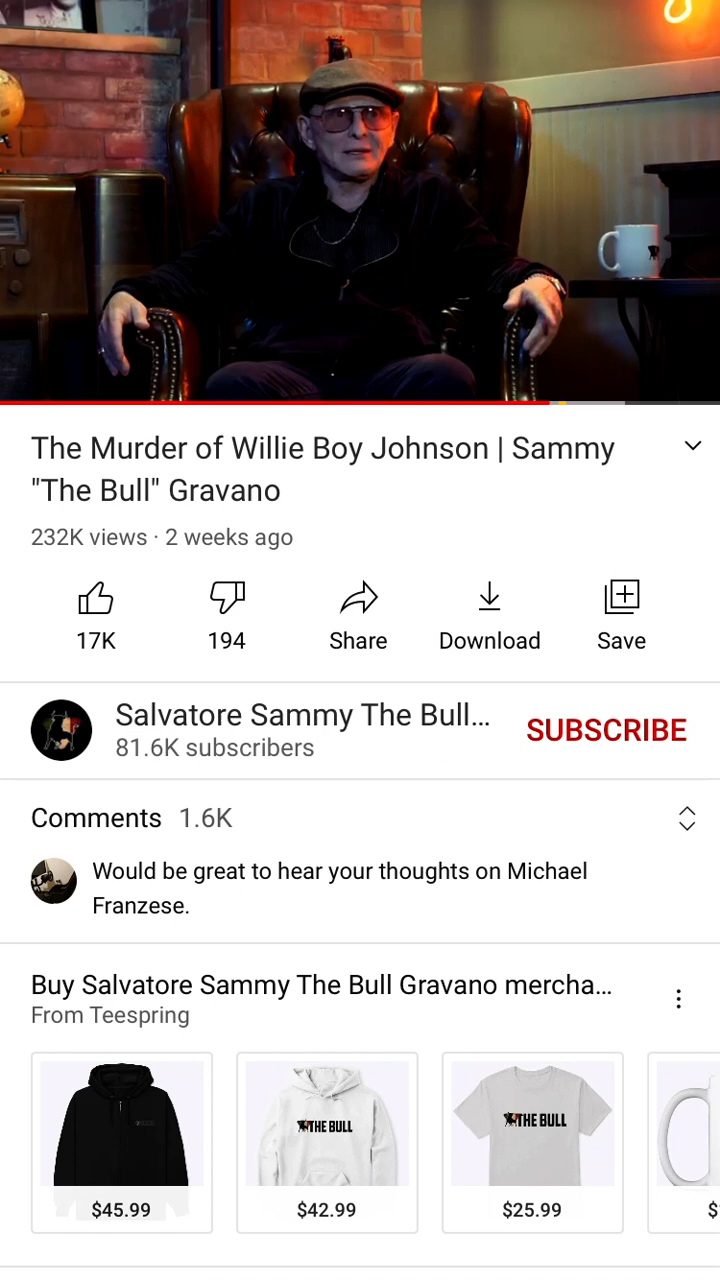 The Murder of Willie Boy Johnson | Sammy
"The Bull" Gravano
232K views · 2 weeks ago
17K
194
Share
Download
Save
Salvatore Sammy The Bull...
81.6K subscribers
SUBSCRIBE
Comments 1.6K
Would be great to hear your thoughts on Michael
Franzese.
Buy Salvatore Sammy The Bull Gravano mercha...
From Teespring
THE BULL
THE BULL
$45.99
$42.99
$25.99